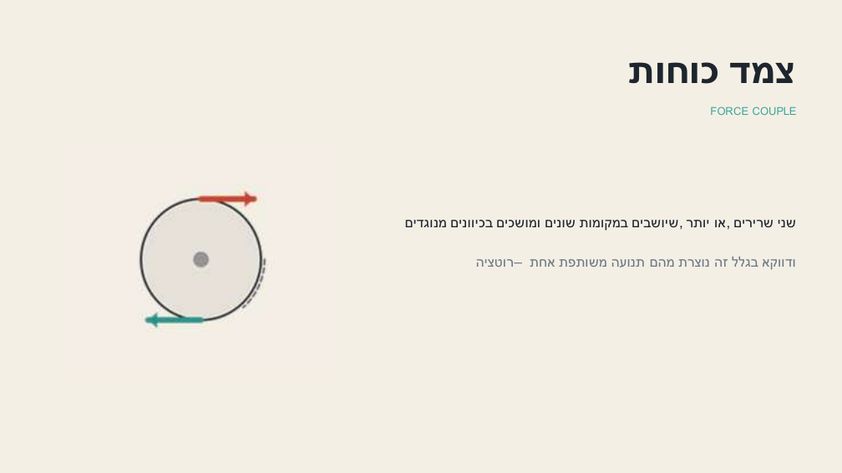 צמד כוחות
FORCE COUPLE
שני שרירים ,או יותר ,שיושבים במקומות שונים ומושכים בכיוונים מנוגדים
ודווקא בגלל זה נוצרת מהם תנועה משותפת אחת –רוטציה